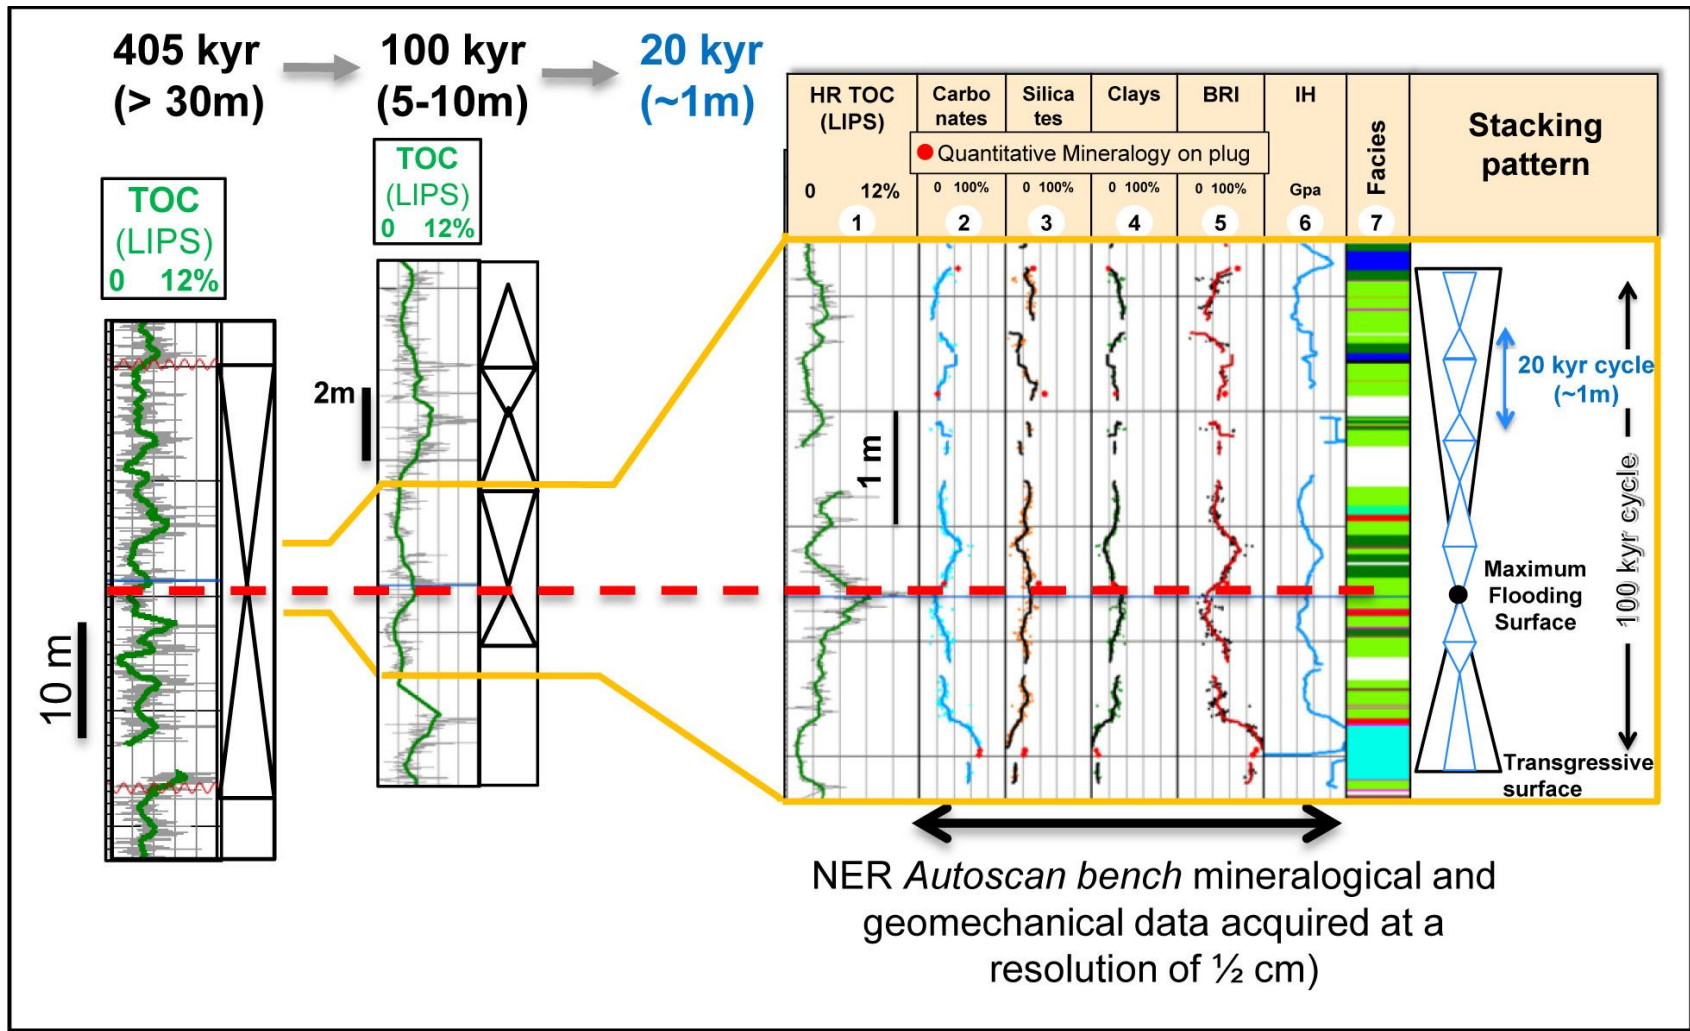 405 kyr
(> 30m)
100 kyr
(5-10m)
20 kyr
(~1m)
TOC
(LIPS)
0 12%
TOC
(LIPS)
0 12%
2m
10 m
HR TOC
(LIPS)
0 12%
1
Carbo
nates
0 100%
2
Silica
tes
0 100%
3
Clays
0 100%
4
BRI
0 100%
5
IH
Gpa
6
Quantitative Mineralogy on plug
Facies
7
Stacking
pattern
1 m
20 kyr cycle
(~1m)
100 kyr cycle
Maximum
Flooding
Surface
Transgressive
surface
NER Autoscan bench mineralogical and
geomechanical data acquired at a
resolution of ½ cm)